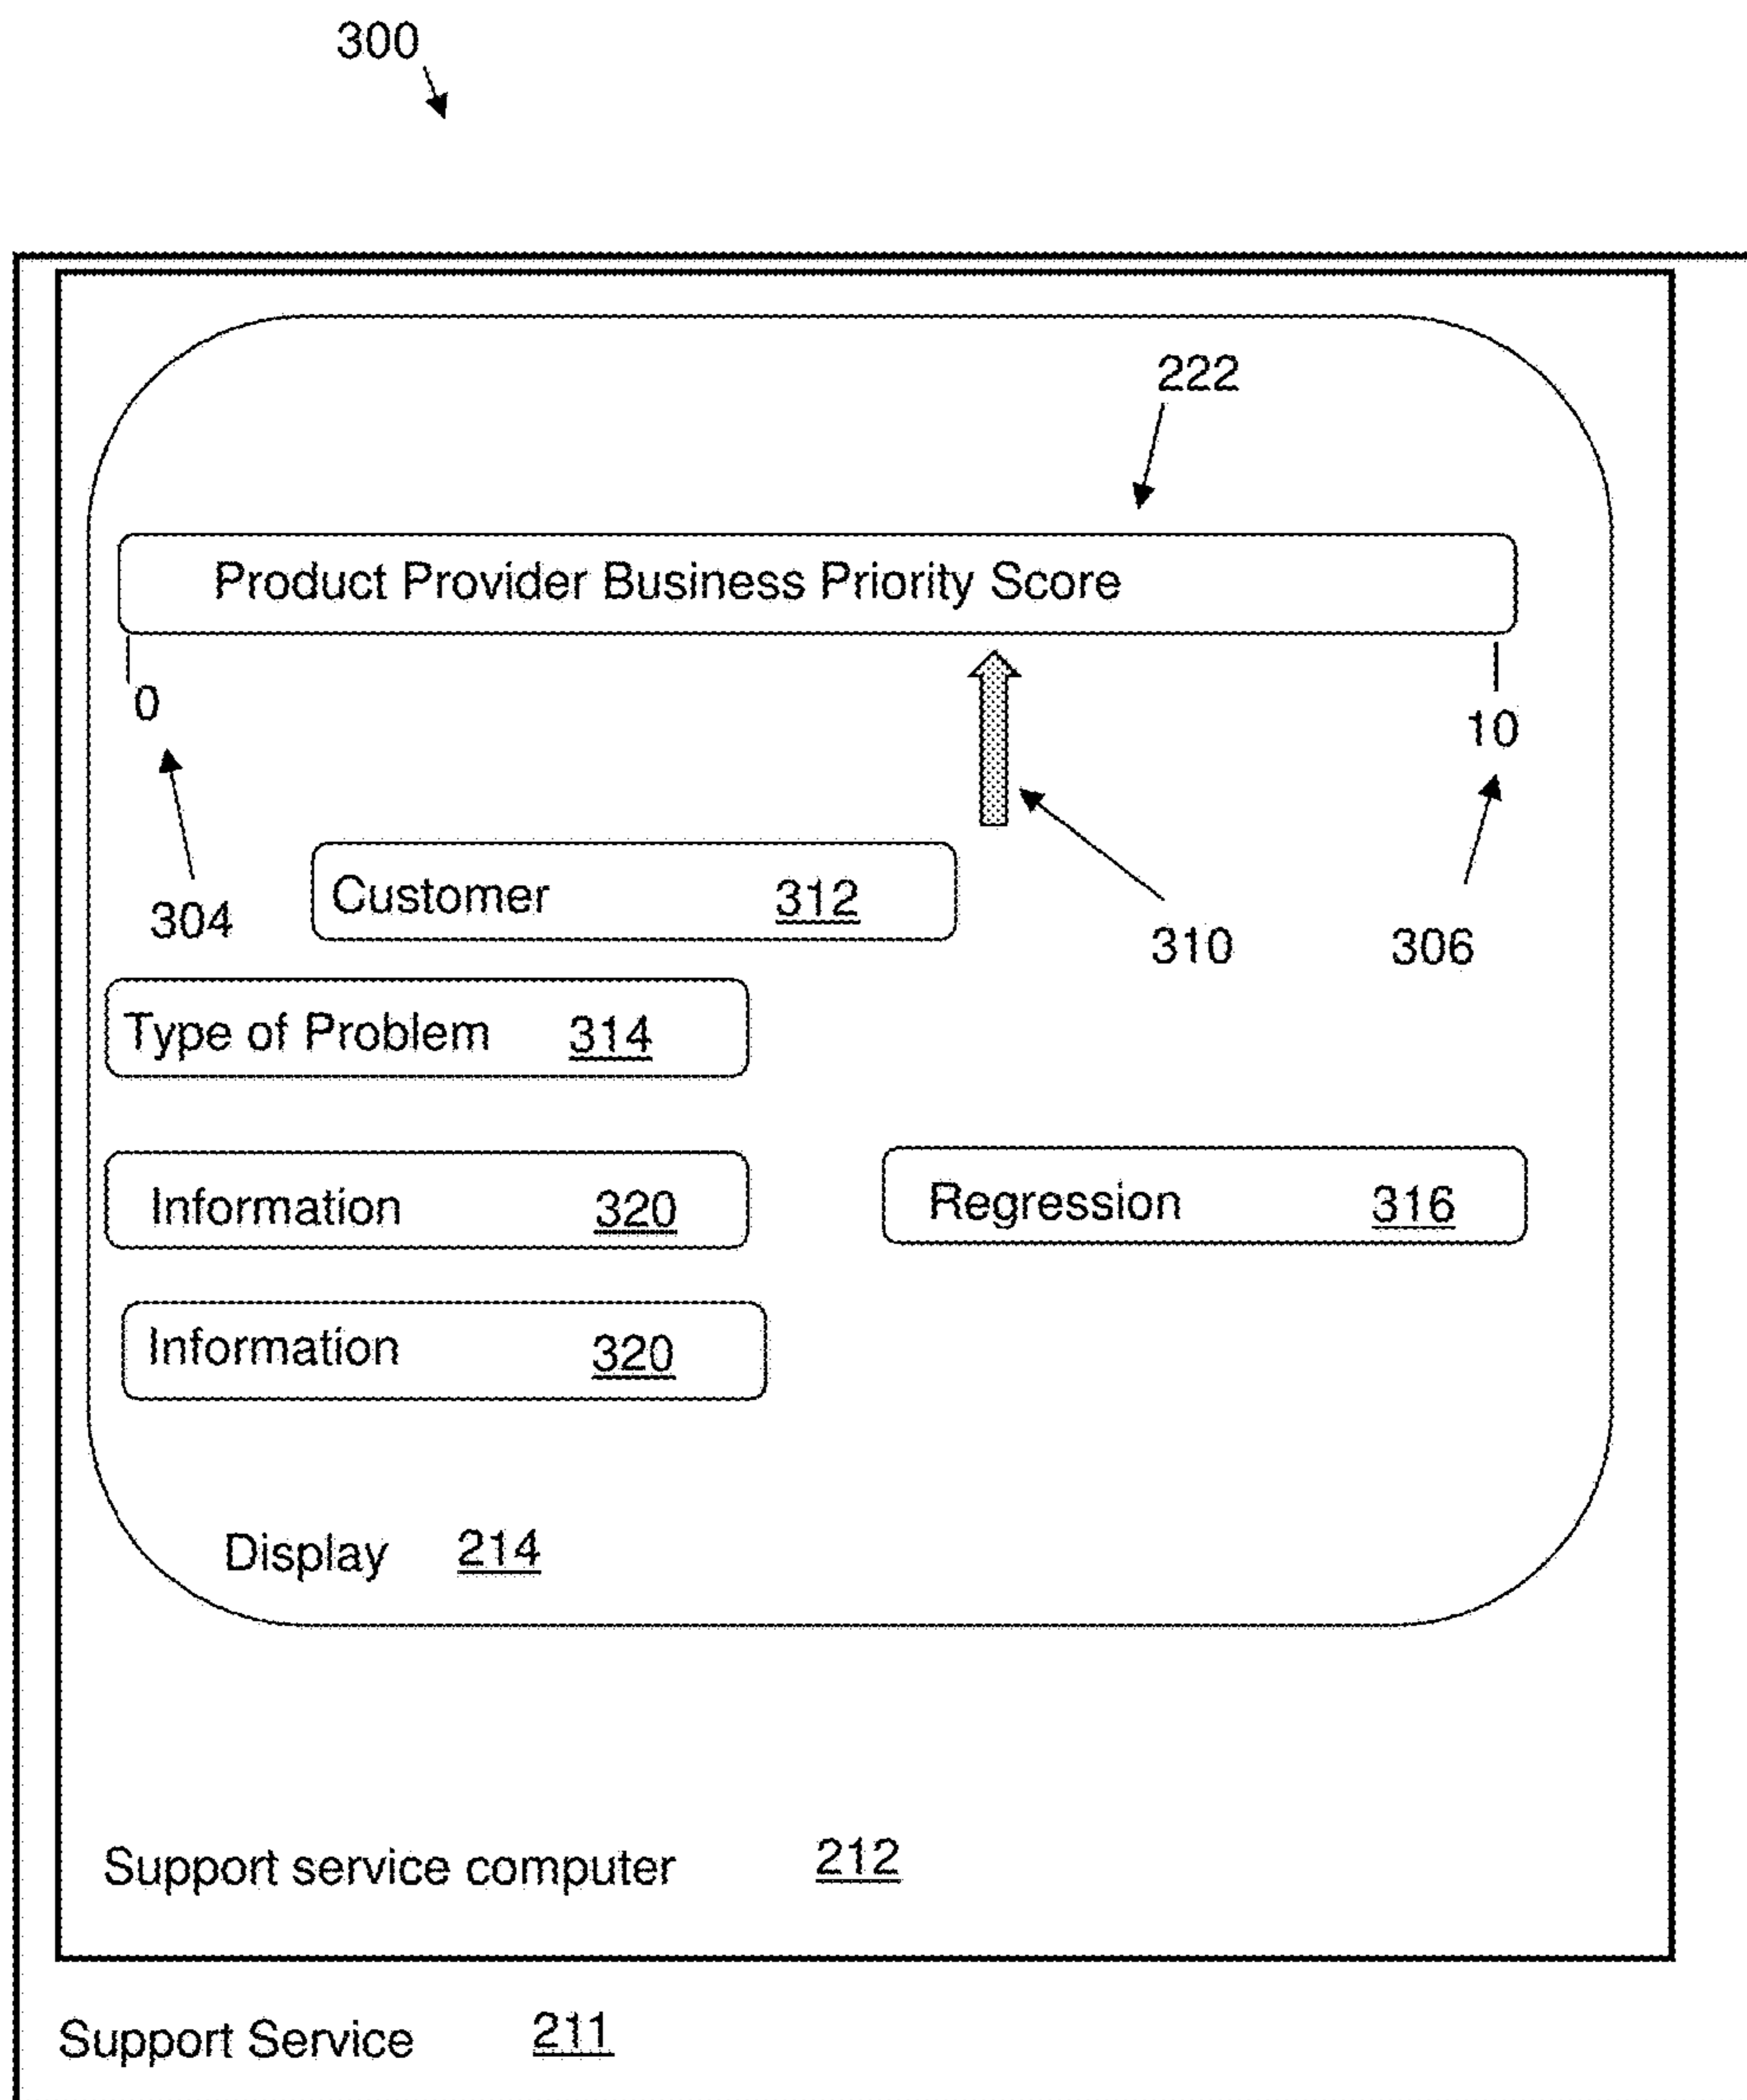 300
222
Product Provider Business Priority Score
0
10
304
Customer 312
310
306
Type of Problem 314
Information 320
Regression 316
Information 320
Display 214
Support service computer 212
Support Service 211